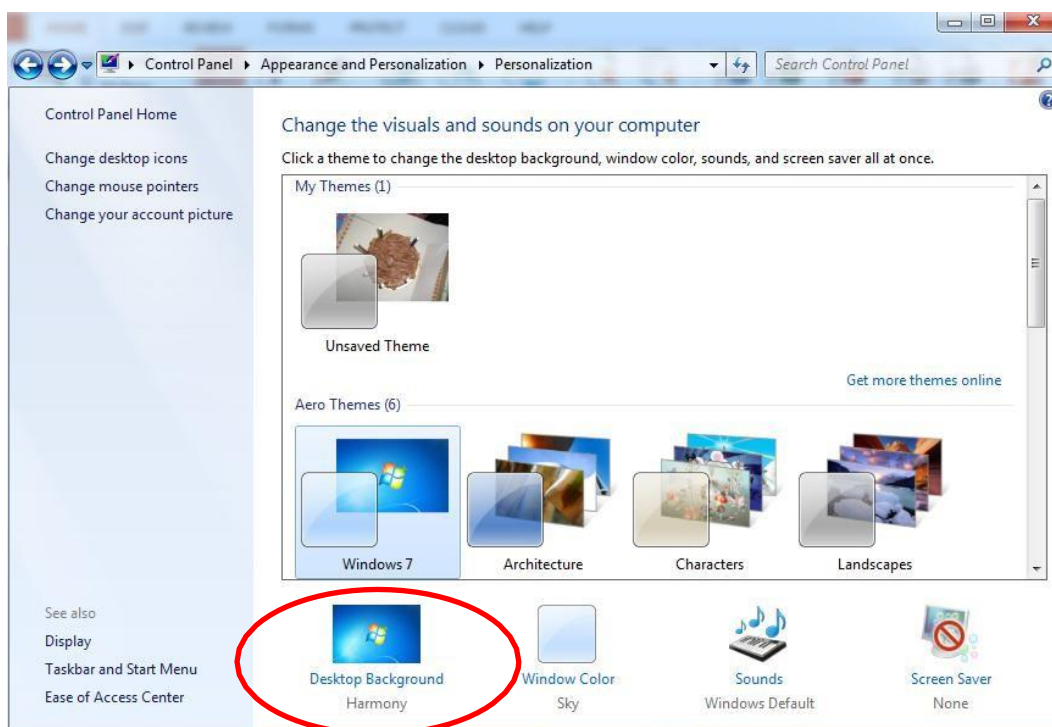 Control Panel ▸ Appearance and Personalization ▸ Personalization
Search Control Panel
Control Panel Home
Change desktop icons
Change mouse pointers
Change your account picture
Change the visuals and sounds on your computer
Click a theme to change the desktop background, window color, sounds, and screen saver all at once.
My Themes (1)
Unsaved Theme
Get more themes online
Aero Themes (6)
Windows 7
Architecture
Characters
Landscapes
See also
Display
Taskbar and Start Menu
Ease of Access Center
Desktop Background
Harmony
Window Color
Sky
Sounds
Windows Default
Screen Saver
None